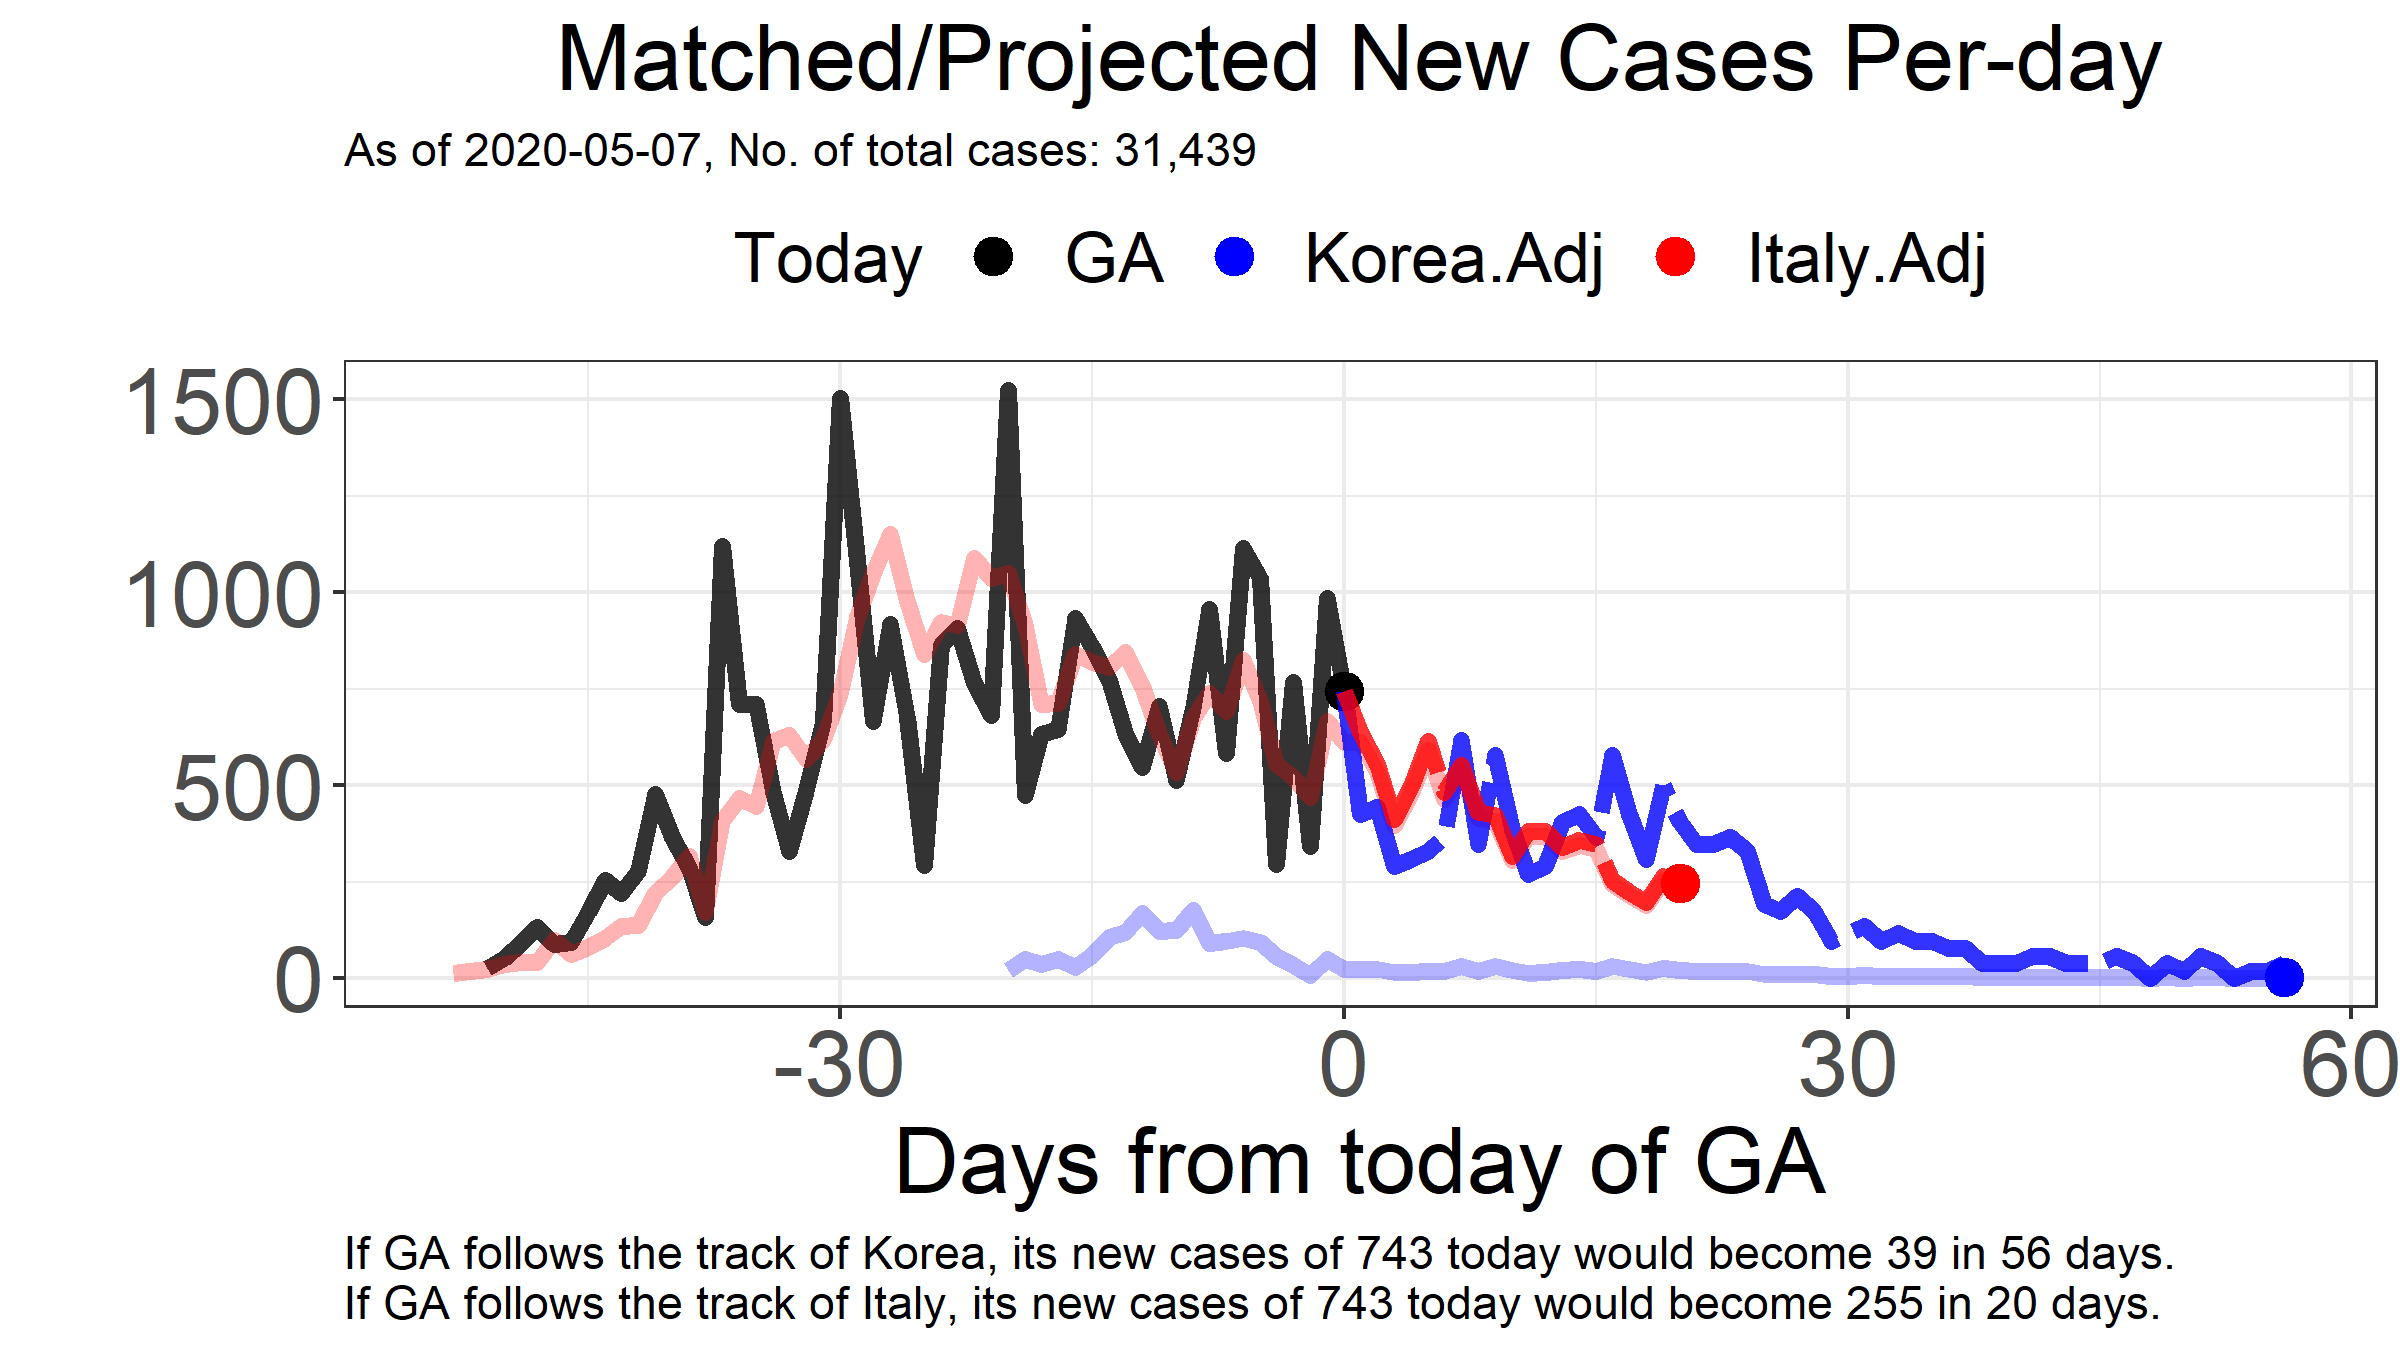 Matched/Projected New Cases Per-day
As of 2020-05-07, No. of total cases: 31,439
Today GA Korea.Adj Italy.Adj
1500
1000
500
0
-30 0 30 60
Days from today of GA
If GA follows the track of Korea, its new cases of 743 today would become 39 in 56 days.
If GA follows the track of Italy, its new cases of 743 today would become 255 in 20 days.